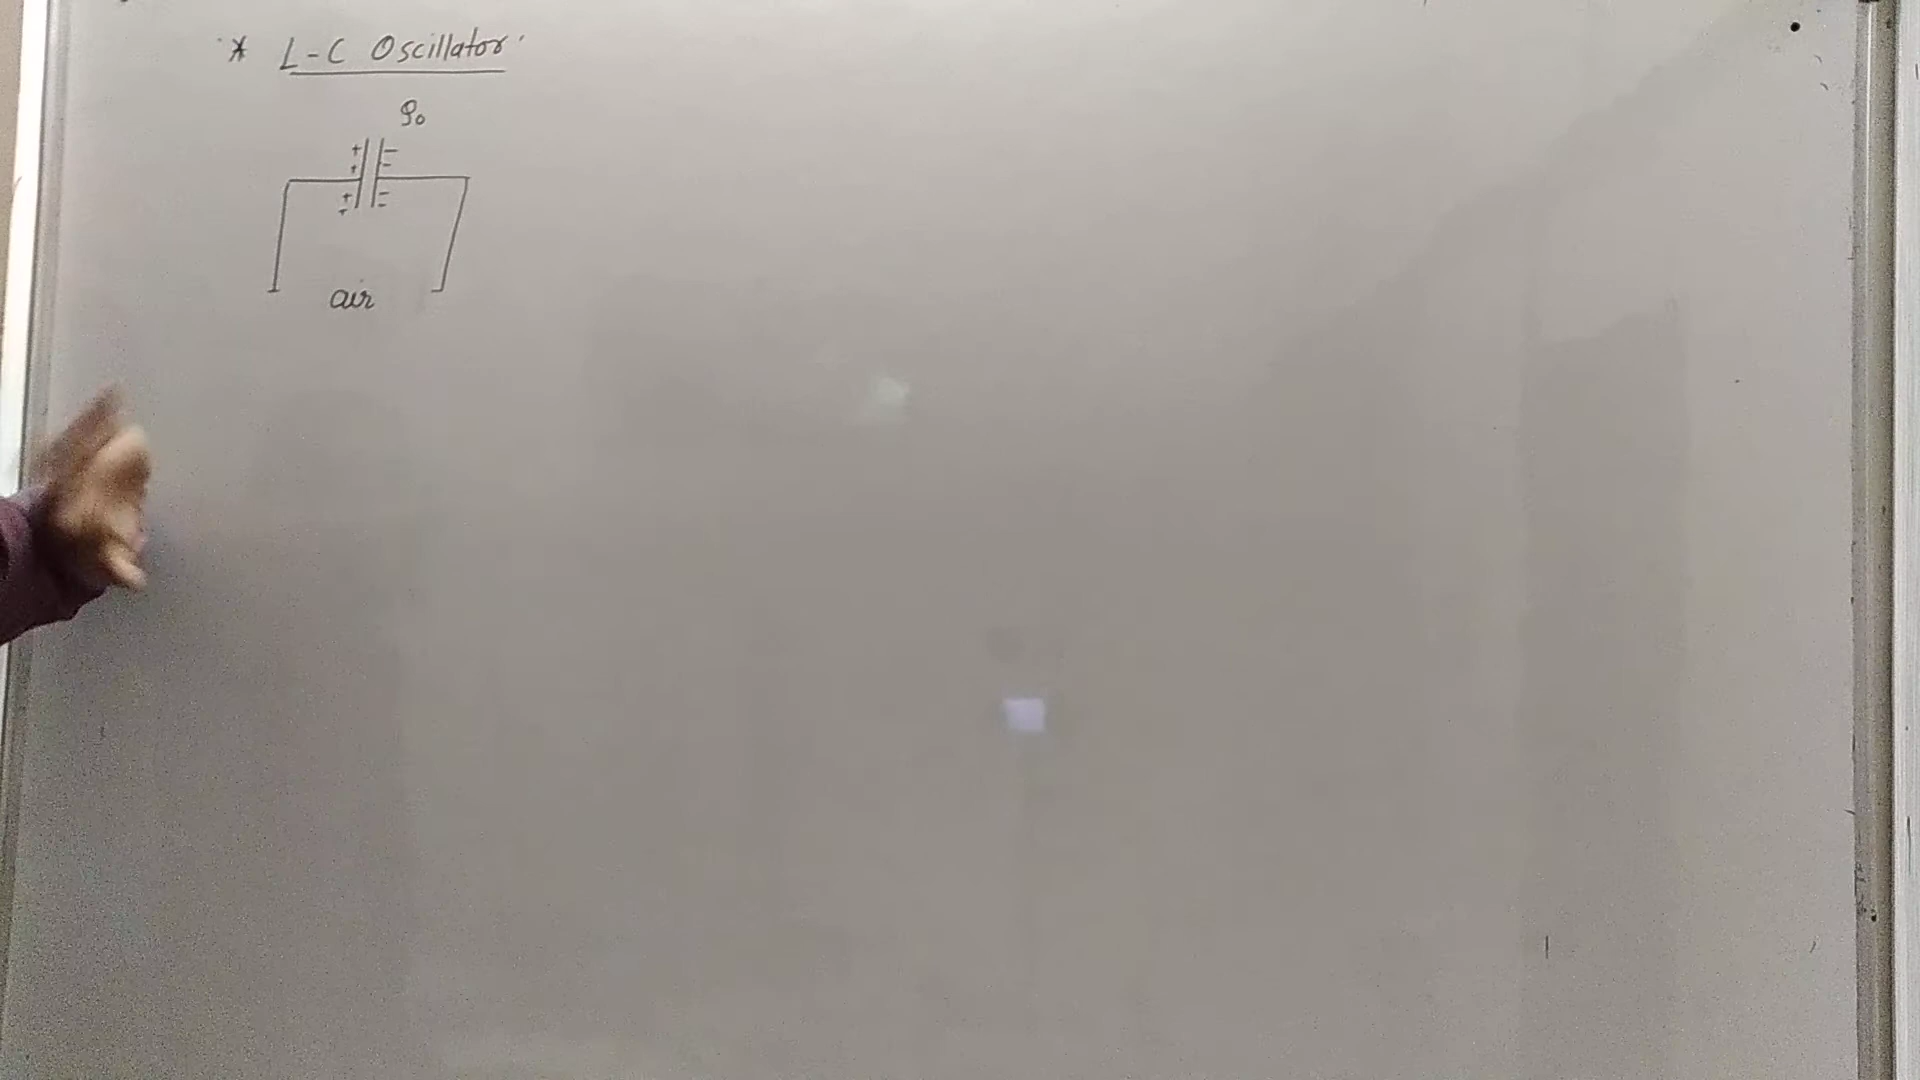 * L-C Oscillator
q₀
+ -
+ -
+ -
+ -
air